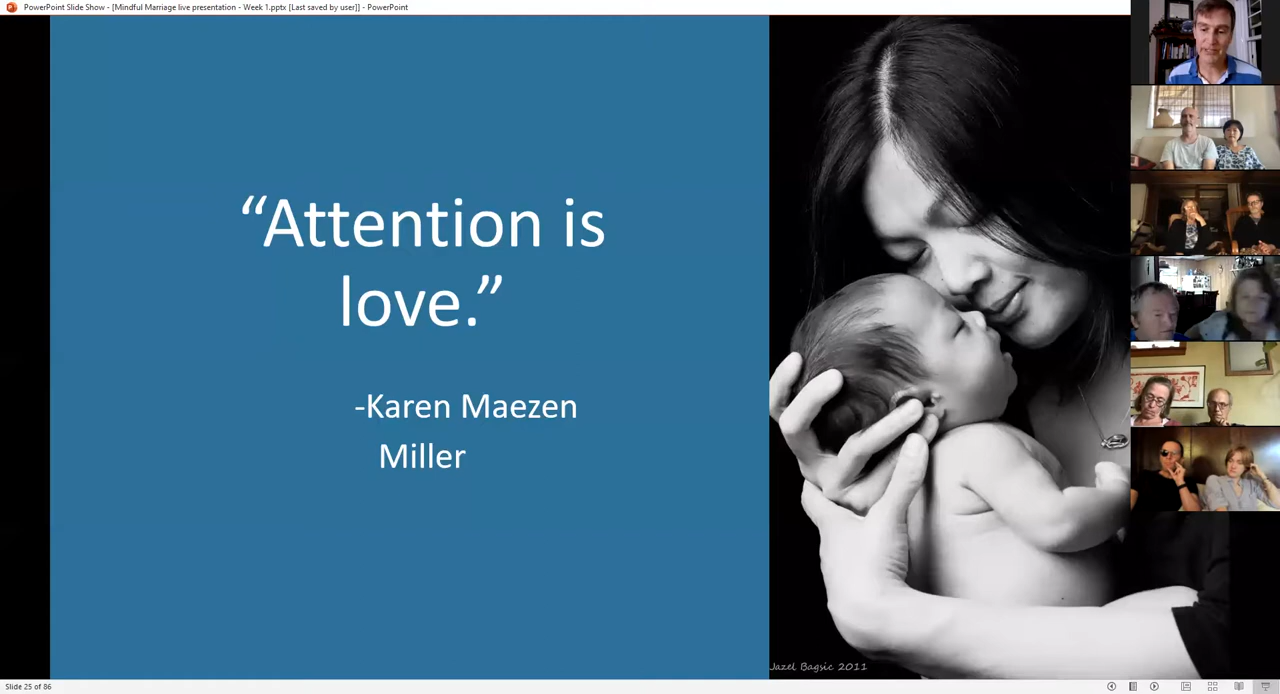 PowerPoint Slide Show - [Mindful Marriage live presentation - Week 1.pptx [Last saved by user]] - PowerPoint
“Attention is
love.”
-Karen Maezen
Miller
Jazel Bagsic 2011
Slide 25 of 86